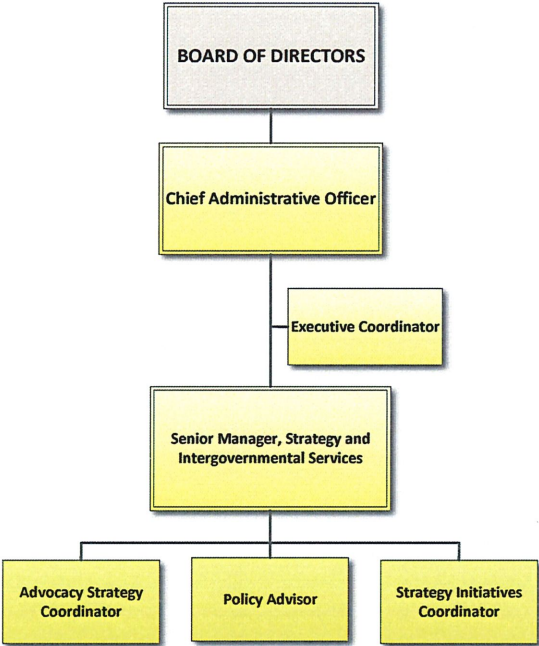 BOARD OF DIRECTORS
Chief Administrative Officer
Executive Coordinator
Senior Manager, Strategy and
Intergovernmental Services
Advocacy Strategy
Coordinator
Policy Advisor
Strategy Initiatives
Coordinator